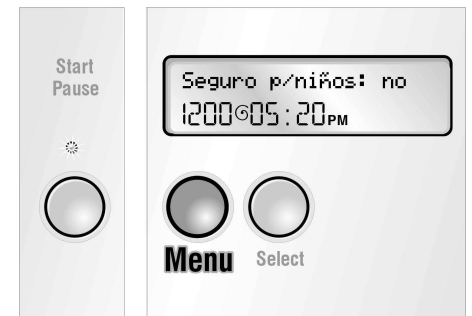 Start
Pause
Seguro p/niños: no
1200 05:20PM
Menu
Select